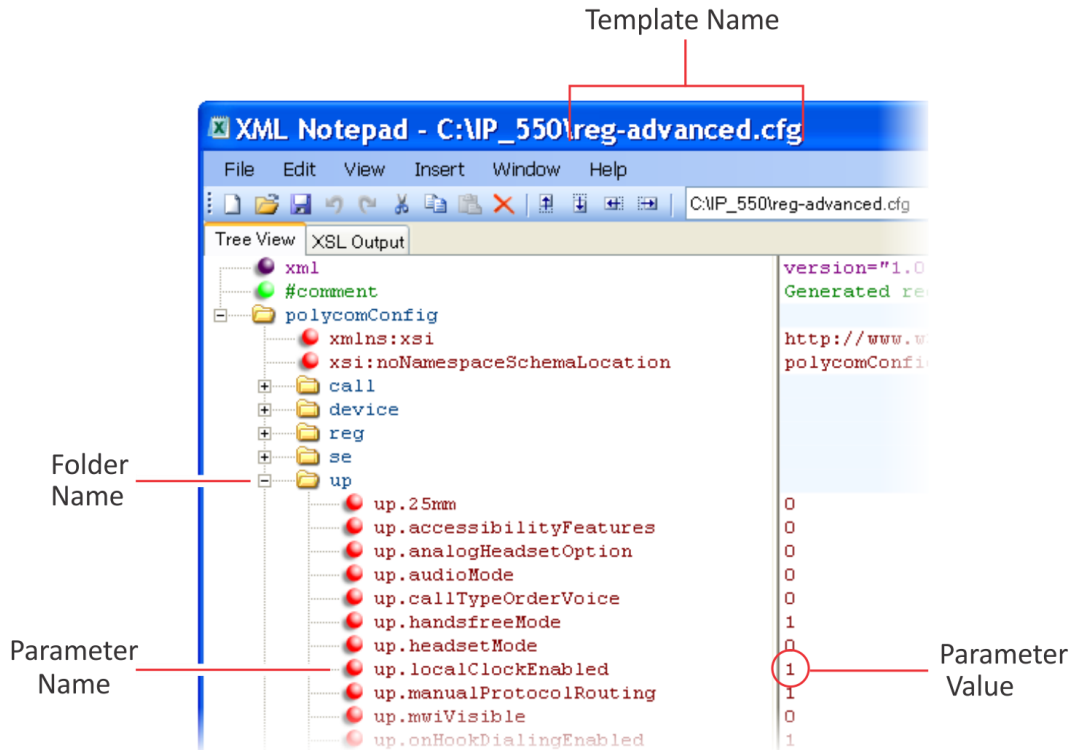 Template Name
XML Notepad - C:\IP_550\reg-advanced.cfg
File Edit View Insert Window Help
C:\IP_550\reg-advanced.cfg
Tree View XSL Output
xml version="1.0
#comment Generated re
polycomConfig
xmlns:xsi http://www.w
xsi:noNamespaceSchemaLocation polycomConfi
call
device
reg
se
Folder
Name
up
up.25mm 0
up.accessibilityFeatures 0
up.analogHeadsetOption 0
up.audioMode 0
up.callTypeOrderVoice 0
up.handsfreeMode 1
up.headsetMode 0
Parameter
Name
up.localClockEnabled 1
Parameter
Value
up.manualProtocolRouting 1
up.mwiVisible 0
up.onHookDialingEnabled 1